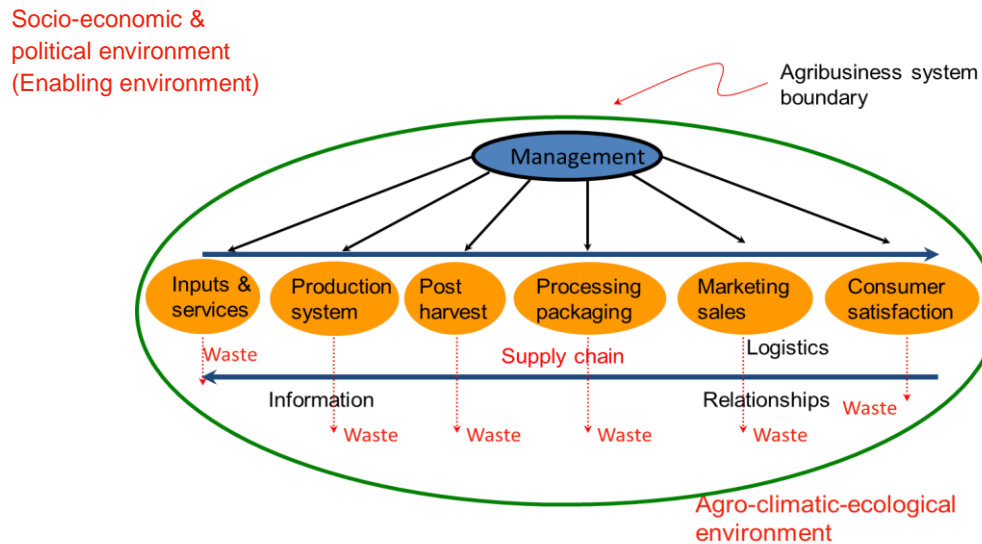 Socio-economic &
political environment
(Enabling environment)
Agribusiness system
boundary
Management
Inputs &
services
Production
system
Post
harvest
Processing
packaging
Marketing
sales
Consumer
satisfaction
Waste
Supply chain
Logistics
Information
Relationships
Waste
Waste
Waste
Waste
Waste
Agro-climatic-ecological
environment